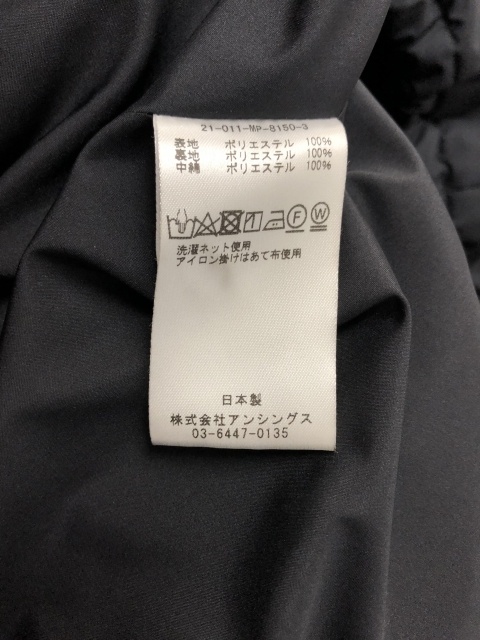 21-011-MP-8150-3
表地 ポリエステル 100%
裏地 ポリエステル 100%
中綿 ポリエステル 100%
F W
洗濯ネット使用
アイロン掛けはあて布使用
日本製
株式会社アンシングス
03-6447-0135